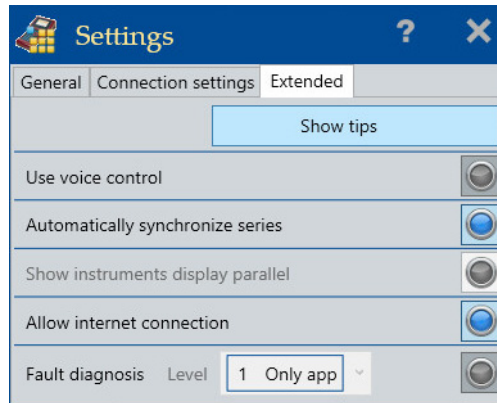 Settings ?
General Connection settings Extended
Show tips
Use voice control
Automatically synchronize series
Show instruments display parallel
Allow internet connection
Fault diagnosis Level 1 Only app